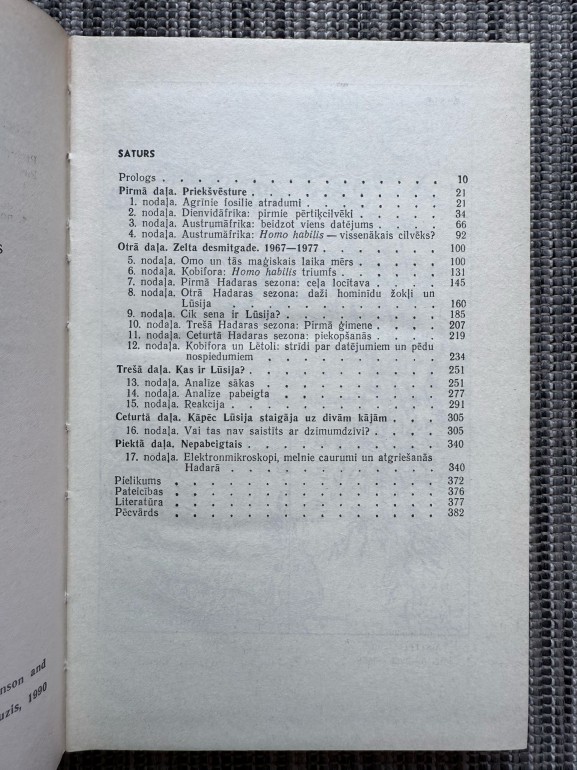 SATURS
Prologs . . . . . . . . . . . . . . . . 10
Pirmā daļa. Priekšvēsture . . . . . . . . . . 21
1. nodaļa. Agrīnie fosilie atradumi . . . . . . . 21
2. nodaļa. Dienvidāfrika: pirmie pērtiķcilvēki . . . . 34
3. nodaļa. Austrumāfrika: beidzot viens datējums . . . 66
4. nodaļa. Austrumāfrika: Homo habilis — vissenākais cilvēks? 92
Otrā daļa. Zelta desmitgade. 1967—1977 . . . . . . 100
5. nodaļa. Omo un tās maģiskais laika mērs . . . . . 100
6. nodaļa. Kobifora: Homo habilis triumfs . . . . . 131
7. nodaļa. Pirmā Hadaras sezona: ceļa locītava . . . . 145
8. nodaļa. Otrā Hadaras sezona: daži hominīdu žokļi un
Lūsija . . . . . . . . . . . . 160
9. nodaļa. Cik sena ir Lūsija? . . . . . . . . 185
10. nodaļa. Trešā Hadaras sezona: Pirmā ģimene . . . . 207
11. nodaļa. Ceturtā Hadaras sezona: piekopšanās . . . . 219
12. nodaļa. Kobifora un Lētoli: strīdi par datējumiem un pēdu
nospiedumiem . . . . . . . . . . . 234
Trešā daļa. Kas ir Lūsija? . . . . . . . . . . 251
13. nodaļa. Analīze sākas . . . . . . . . . 251
14. nodaļa. Analīze pabeigta . . . . . . . . 277
15. nodaļa. Reakcija . . . . . . . . . . 291
Ceturtā daļa. Kāpēc Lūsija staigāja uz divām kājām . . . 305
16. nodaļa. Vai tas nav saistīts ar dzimumdzīvi? . . . . 305
Piektā daļa. Nepabeigtais . . . . . . . . . . 340
17. nodaļa. Elektronmikroskopi, melnie caurumi un atgriešanās
Hadarā . . . . . . . . . . . . 340
Pielikums . . . . . . . . . . . . . . . 372
Pateicības . . . . . . . . . . . . . . . 376
Literatūra . . . . . . . . . . . . . . . 377
Pēcvārds . . . . . . . . . . . . . . . 382
and
1990